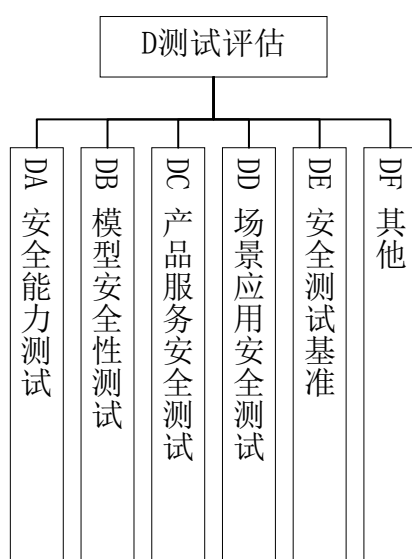 D测试评估
DA 安全能力测试
DB 模型安全性测试
DC 产品服务安全测试
DD 场景应用安全测试
DE 安全测试基准
DF 其他